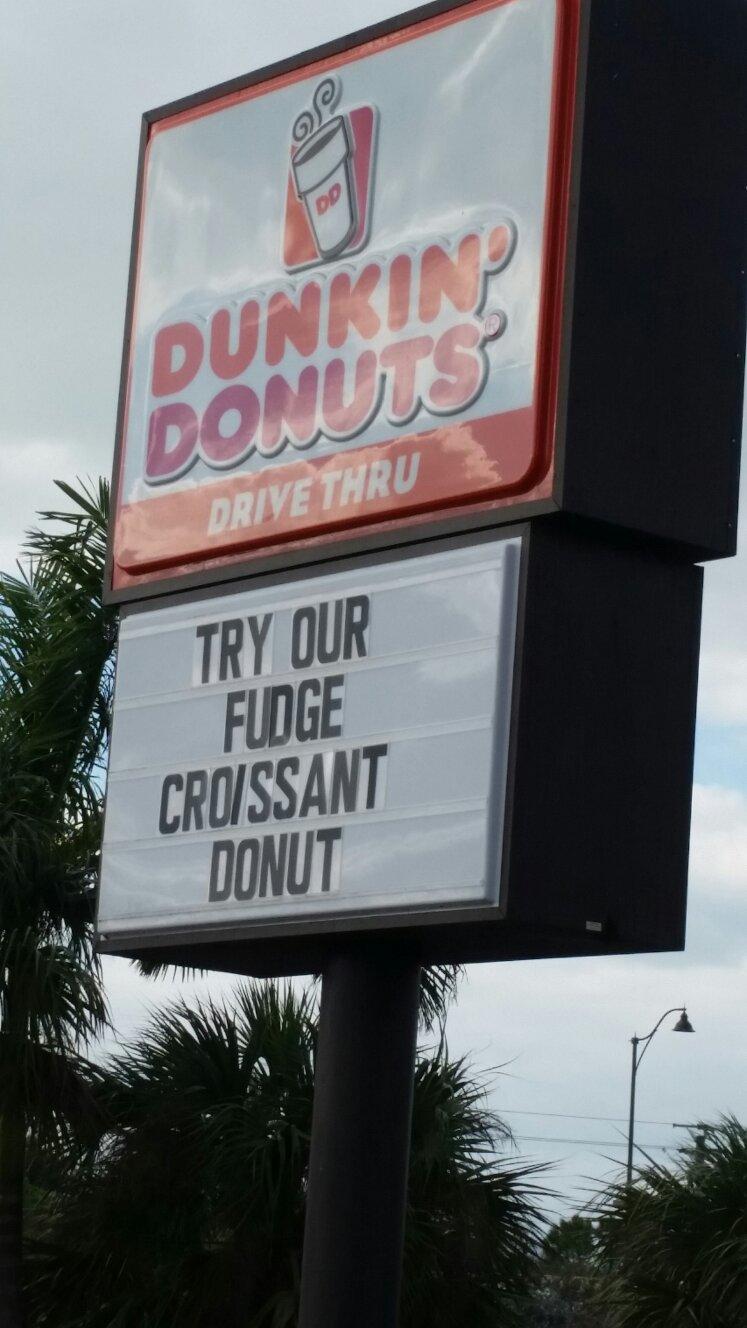 DD
DUNKIN'
DONUTS®
DRIVE THRU
TRY OUR
FUDGE
CROISSANT
DONUT